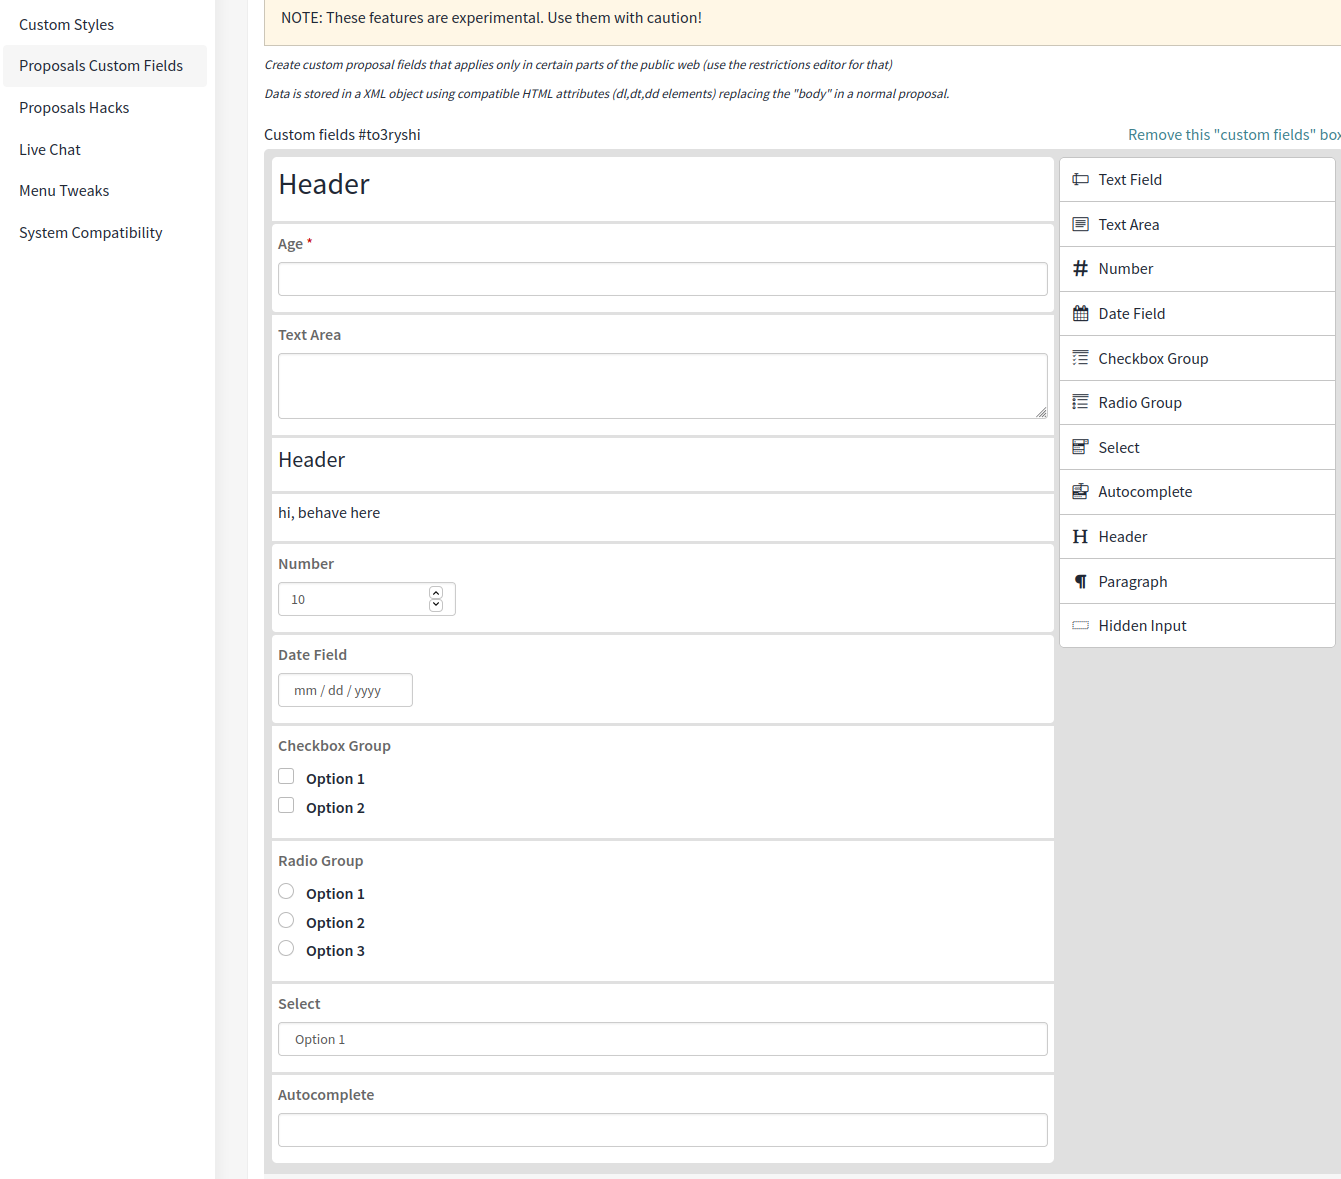 Custom Styles
Proposals Custom Fields
Proposals Hacks
Live Chat
Menu Tweaks
System Compatibility
NOTE: These features are experimental. Use them with caution!
Create custom proposal fields that applies only in certain parts of the public web (use the restrictions editor for that)
Data is stored in a XML object using compatible HTML attributes (dl,dt,dd elements) replacing the "body" in a normal proposal.
Custom fields #to3ryshi
Remove this "custom fields" box
Header
Age *
Text Area
Header
hi, behave here
Number
10
Date Field
mm / dd / yyyy
Checkbox Group
Option 1
Option 2
Radio Group
Option 1
Option 2
Option 3
Select
Option 1
Autocomplete
Text Field
Text Area
Number
Date Field
Checkbox Group
Radio Group
Select
Autocomplete
Header
Paragraph
Hidden Input